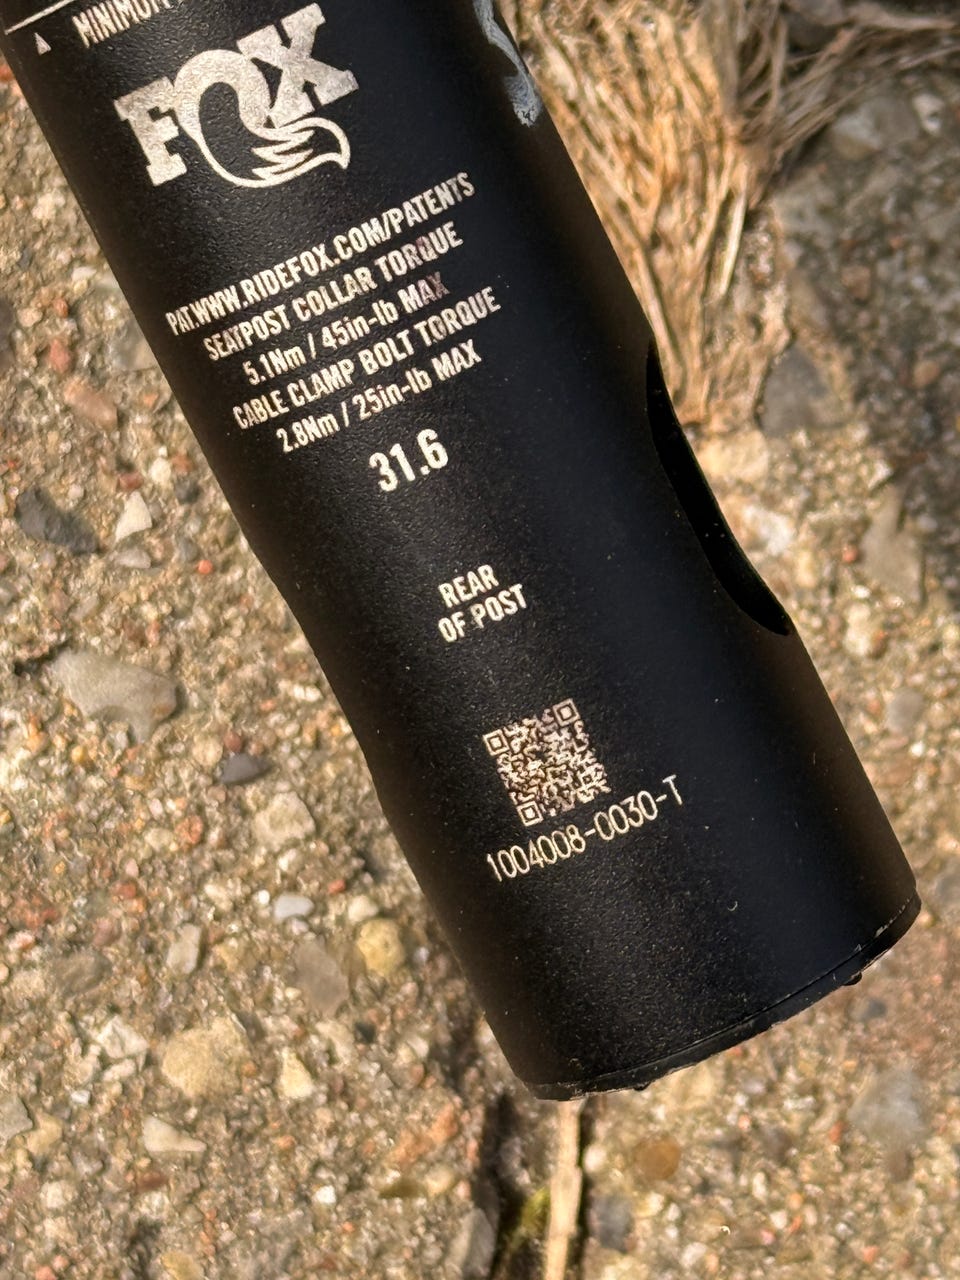 MINIMUM
FOX
PAT.WWW.RIDEFOX.COM/PATENTS
SEATPOST COLLAR TORQUE
5.1Nm / 45in-lb MAX
CABLE CLAMP BOLT TORQUE
2.8Nm / 25in-lb MAX
31.6
REAR
OF POST
1004008-0030-T